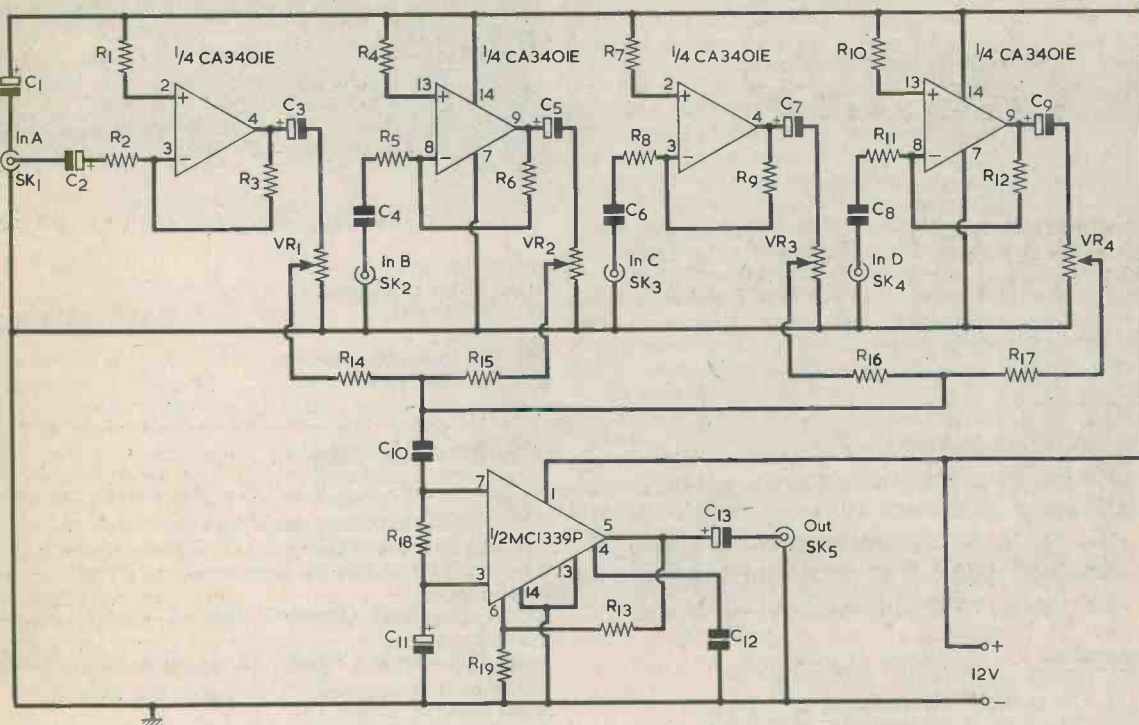 R1
2
+
3
−
1/4 CA3401E
4
+
C3
R3
+
C1
In A
SK1
C2
+
R2
VR1
R4
13
+
8
−
1/4 CA3401E
14
7
9
+
C5
R5
R6
C4
In B
SK2
VR2
R7
2
+
3
−
1/4 CA3401E
4
+
C7
R8
R9
C6
In C
SK3
VR3
R10
13
+
8
−
1/4 CA3401E
14
7
9
+
C9
R11
R12
C8
In D
SK4
VR4
R14
R15
R16
R17
C10
7
1
1/2MC1339P
5
4
13
14
3
6
R18
+
C11
R19
R13
C12
+
C13
Out
SK5
+
12V
−